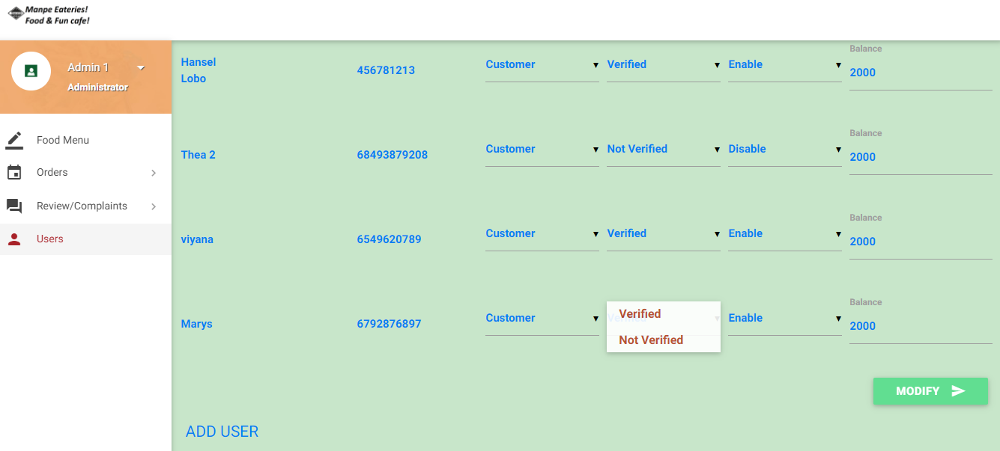 Manpe Eateries!
Food & Fun cafe!
Admin 1
Administrator
Food Menu
Orders
Review/Complaints
Users
Hansel
Lobo
456781213
Customer
Verified
Enable
Balance
2000
Thea 2
68493879208
Customer
Not Verified
Disable
Balance
2000
viyana
6549620789
Customer
Verified
Enable
Balance
2000
Marys
6792876897
Customer
Verified
Not Verified
Enable
Balance
2000
MODIFY
ADD USER